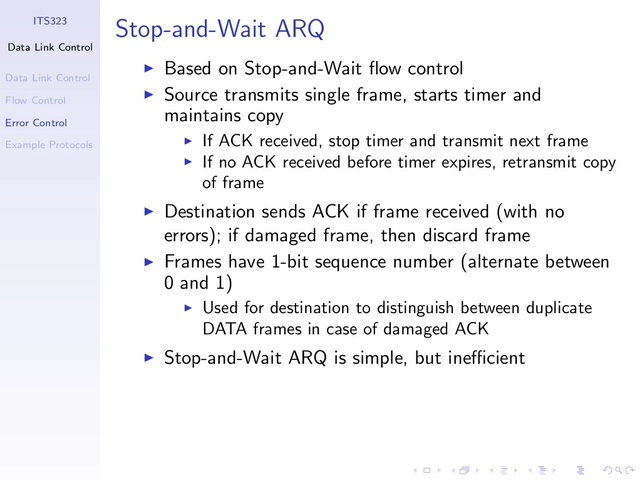 ITS323
Data Link Control
Data Link Control
Flow Control
Error Control
Example Protocols
Stop-and-Wait ARQ
Based on Stop-and-Wait flow control
Source transmits single frame, starts timer and
maintains copy
If ACK received, stop timer and transmit next frame
If no ACK received before timer expires, retransmit copy
of frame
Destination sends ACK if frame received (with no
errors); if damaged frame, then discard frame
Frames have 1-bit sequence number (alternate between
0 and 1)
Used for destination to distinguish between duplicate
DATA frames in case of damaged ACK
Stop-and-Wait ARQ is simple, but inefficient